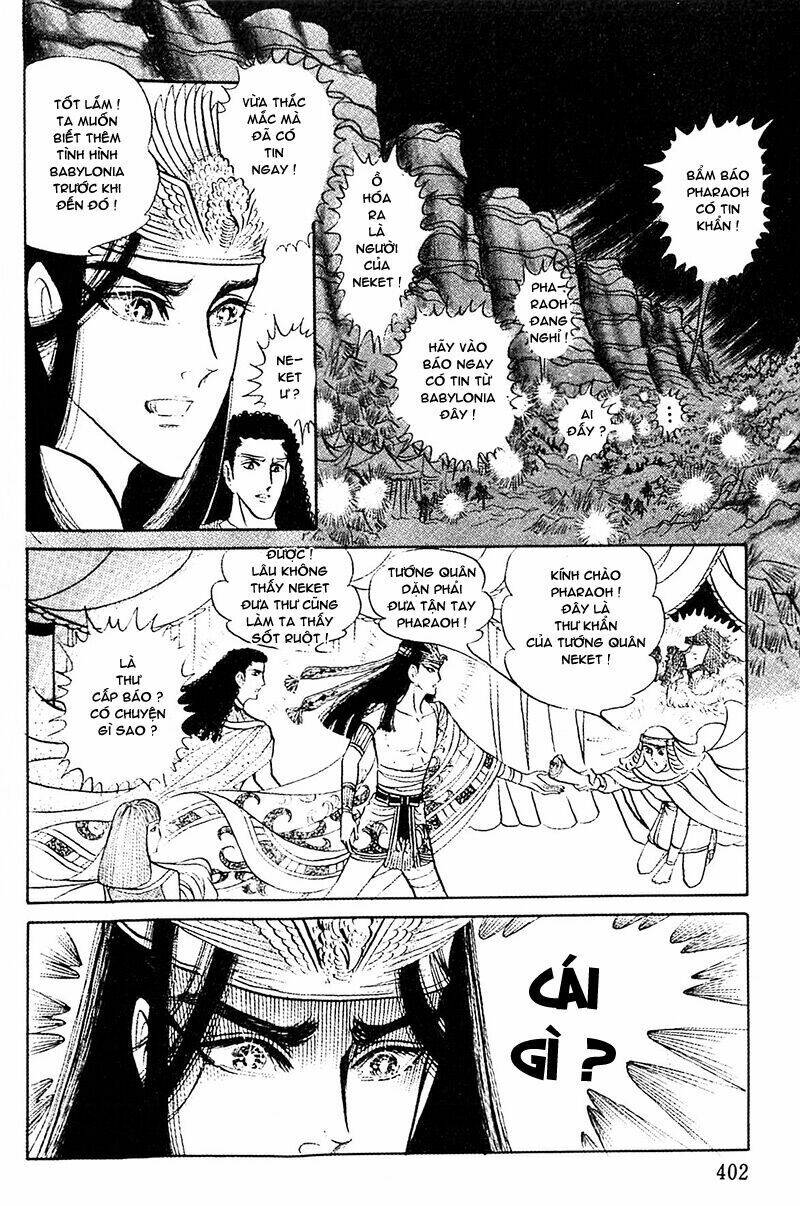 BẨM BÁO
PHARAOH
CÓ TIN
KHẨN !
...
AI
ĐẤY ?
PHA-
RAOH
ĐANG
NGHỈ !
HÃY VÀO
BÁO NGAY
CÓ TIN TỪ
BABYLONIA
ĐÂY !
Ồ
HÓA
RA
LÀ
NGƯỜI
CỦA
NEKET !
VỪA THẮC
MẮC MÀ
ĐÃ CÓ
TIN
NGAY !
NE-
KET
Ư ?
TỐT LẮM !
TA MUỐN
BIẾT THÊM
TÌNH HÌNH
BABYLONIA
TRƯỚC KHI
ĐẾN ĐÓ !
KÍNH CHÀO
PHARAOH !
ĐÂY LÀ
THƯ KHẨN
CỦA TƯỚNG QUÂN
NEKET !
TƯỚNG QUÂN
DẶN PHẢI
ĐƯA TẬN TAY
PHARAOH !
ĐƯỢC !
LÂU KHÔNG
THẤY NEKET
ĐƯA THƯ CŨNG
LÀM TA THẤY
SỐT RUỘT !
LÀ
THƯ
CẤP BÁO ?
CÓ CHUYỆN
GÌ SAO ?
CÁI
GÌ ?
402